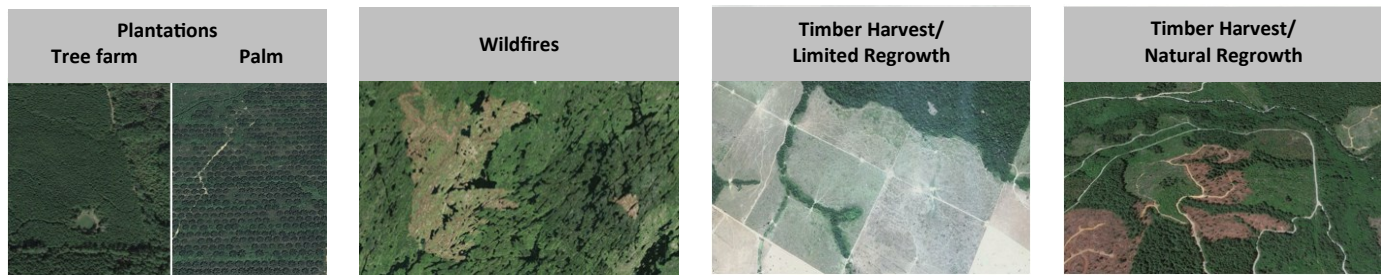 Plantations
Tree farm
Palm
Wildfires
Timber Harvest/
Limited Regrowth
Timber Harvest/
Natural Regrowth